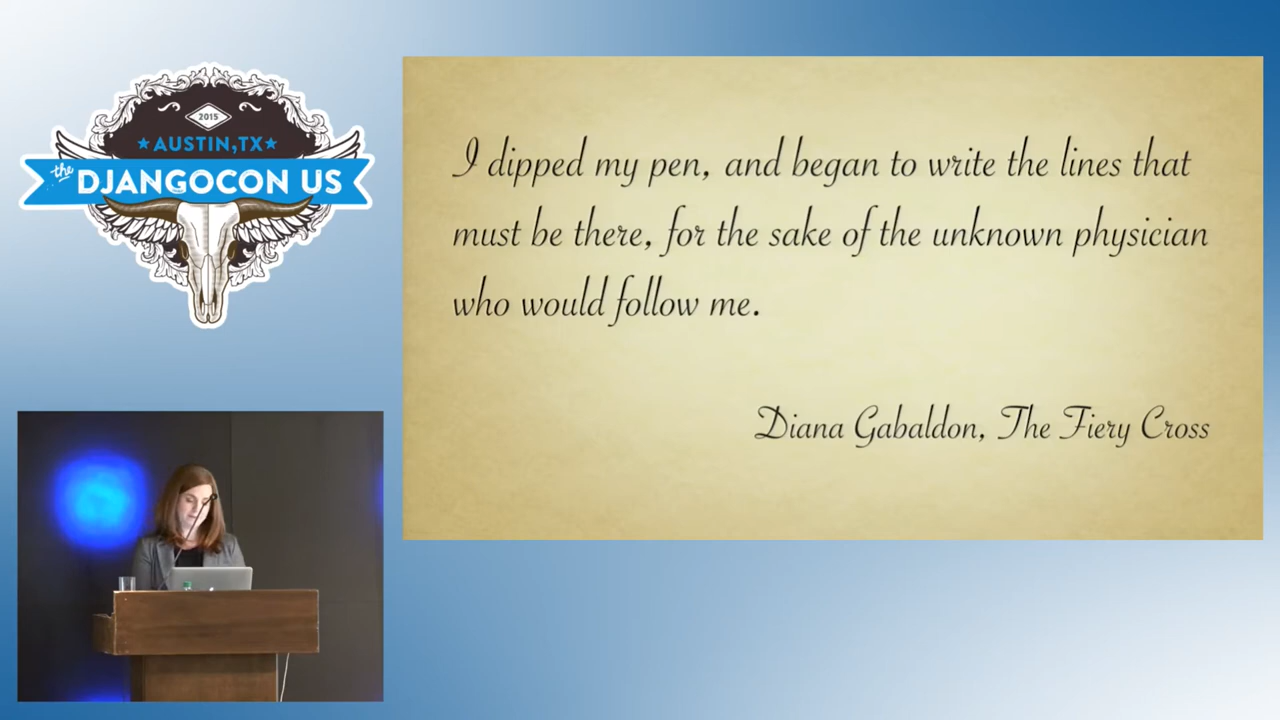 2015
AUSTIN, TX
the DJANGOCON US
I dipped my pen, and began to write the lines that
must be there, for the sake of the unknown physician
who would follow me.
Diana Gabaldon, The Fiery Cross